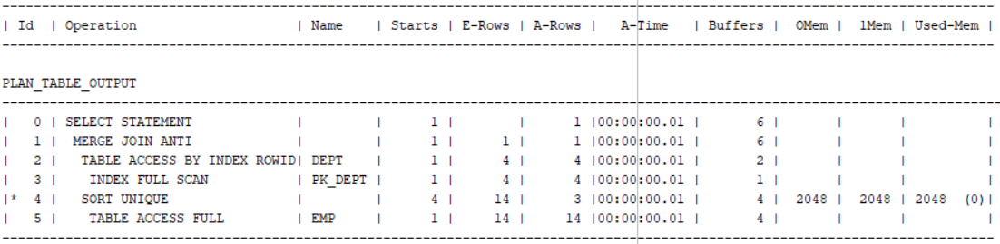 ---------------------------------------------------------------------------------------------------------------------------------------
| Id  | Operation                    | Name    | Starts | E-Rows | A-Rows |   A-Time   | Buffers |  OMem |  1Mem | Used-Mem |
---------------------------------------------------------------------------------------------------------------------------------------
PLAN_TABLE_OUTPUT
---------------------------------------------------------------------------------------------------------------------------------------
|   0 | SELECT STATEMENT             |         |      1 |        |      1 |00:00:00.01 |       6 |       |       |          |
|   1 |  MERGE JOIN ANTI             |         |      1 |      1 |      1 |00:00:00.01 |       6 |       |       |          |
|   2 |   TABLE ACCESS BY INDEX ROWID| DEPT    |      1 |      4 |      4 |00:00:00.01 |       2 |       |       |          |
|   3 |    INDEX FULL SCAN           | PK_DEPT |      1 |      4 |      4 |00:00:00.01 |       1 |       |       |          |
|*  4 |   SORT UNIQUE                |         |      4 |     14 |      3 |00:00:00.01 |       4 |  2048 |  2048 | 2048  (0)|
|   5 |    TABLE ACCESS FULL         | EMP     |      1 |     14 |     14 |00:00:00.01 |       4 |       |       |          |
---------------------------------------------------------------------------------------------------------------------------------------